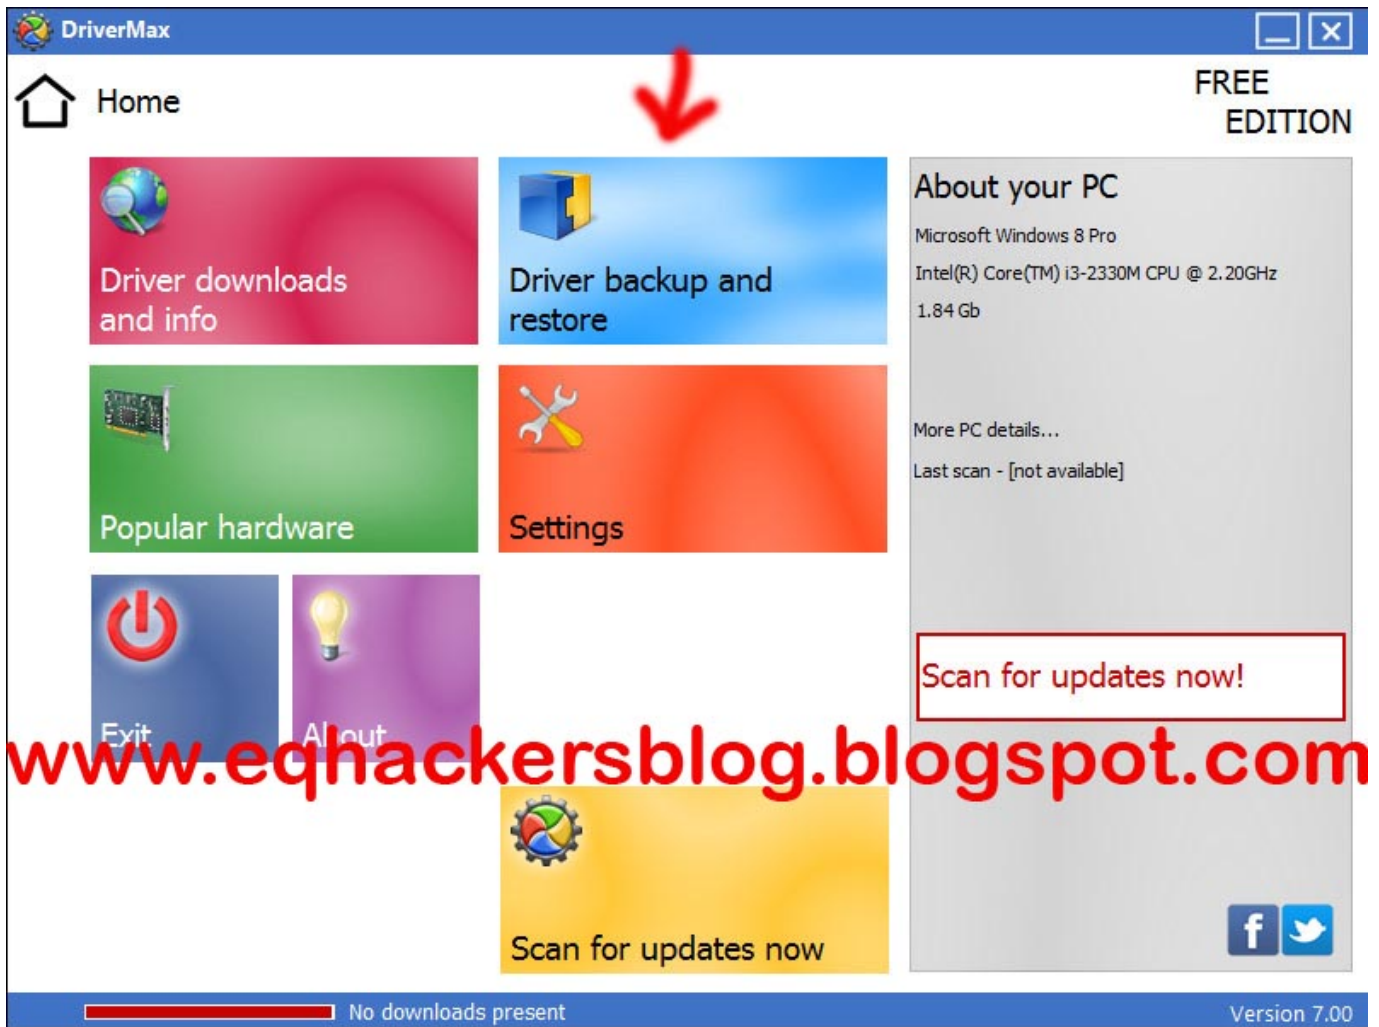 DriverMax
Home
FREE
EDITION
Driver downloads
and info
Driver backup and
restore
About your PC
Microsoft Windows 8 Pro
Intel(R) Core(TM) i3-2330M CPU @ 2.20GHz
1.84 Gb
Popular hardware
Settings
More PC details...
Last scan - [not available]
Exit
About
Scan for updates now!
www.eqhackersblog.blogspot.com
Scan for updates now
No downloads present
Version 7.00